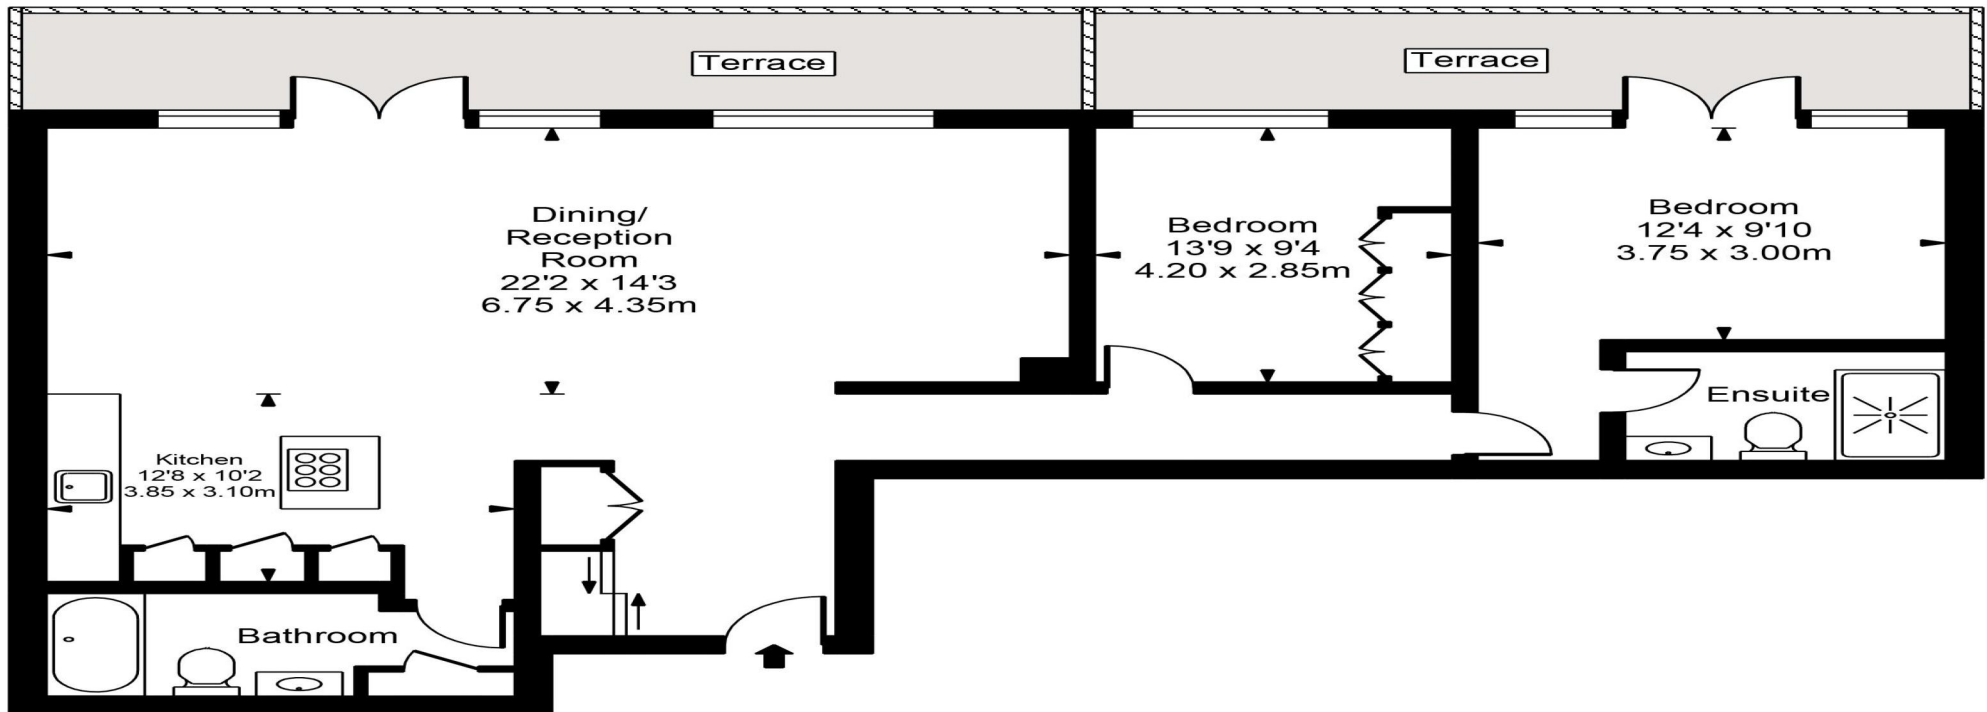 Terrace
Terrace
Dining/
Reception
Room
22'2 x 14'3
6.75 x 4.35m
Bedroom
13'9 x 9'4
4.20 x 2.85m
Bedroom
12'4 x 9'10
3.75 x 3.00m
Ensuite
Kitchen
12'8 x 10'2
3.85 x 3.10m
Bathroom